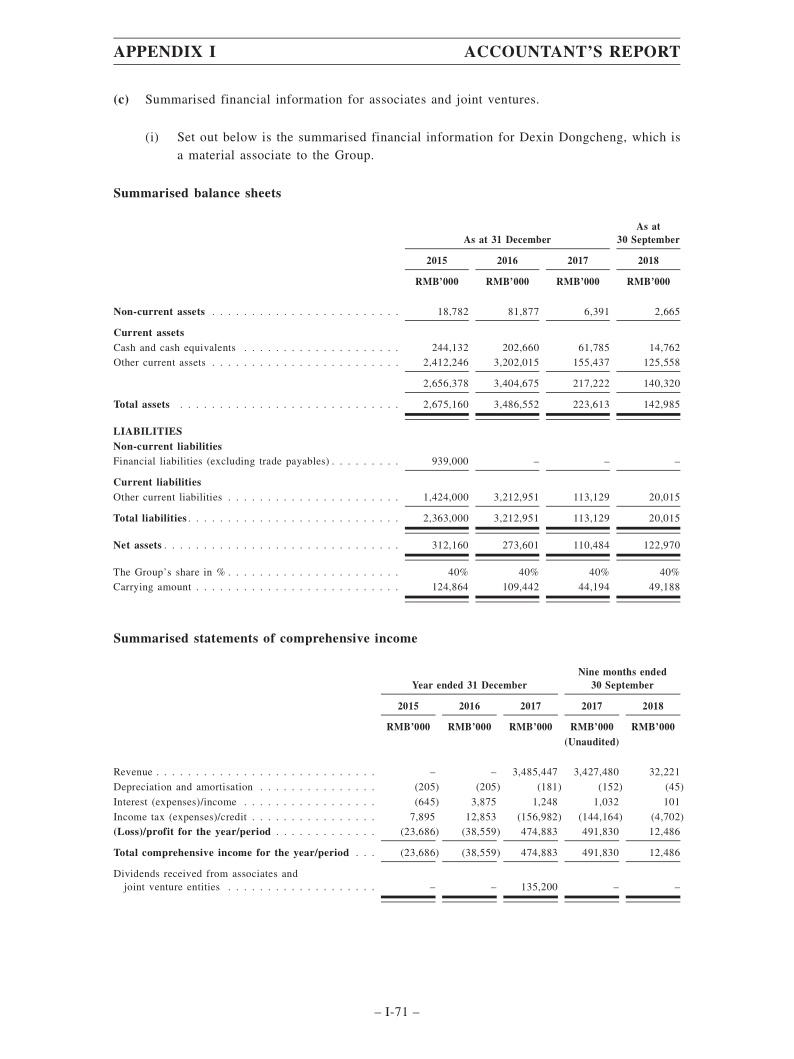 APPENDIX I ACCOUNTANT'S REPORT
(c) Summarised financial information for associates and joint ventures.
(i) Set out below is the summarised financial information for Dexin Dongcheng, which is
a material associate to the Group.
Summarised balance sheets
As at
As at 31 December 30 September
2015 2016 2017 2018
RMB'000 RMB'000 RMB'000 RMB'000
Non-current assets . . . . . . . . . . . . . . . . . . . . . . . . 18,782 81,877 6,391 2,665
Current assets
Cash and cash equivalents . . . . . . . . . . . . . . . . . . . . 244,132 202,660 61,785 14,762
Other current assets . . . . . . . . . . . . . . . . . . . . . . . . 2,412,246 3,202,015 155,437 125,558
2,656,378 3,404,675 217,222 140,320
Total assets . . . . . . . . . . . . . . . . . . . . . . . . . . . . 2,675,160 3,486,552 223,613 142,985
LIABILITIES
Non-current liabilities
Financial liabilities (excluding trade payables) . . . . . . . . . 939,000 – – –
Current liabilities
Other current liabilities . . . . . . . . . . . . . . . . . . . . . . 1,424,000 3,212,951 113,129 20,015
Total liabilities . . . . . . . . . . . . . . . . . . . . . . . . . . . 2,363,000 3,212,951 113,129 20,015
Net assets . . . . . . . . . . . . . . . . . . . . . . . . . . . . . . 312,160 273,601 110,484 122,970
The Group's share in % . . . . . . . . . . . . . . . . . . . . . . 40% 40% 40% 40%
Carrying amount . . . . . . . . . . . . . . . . . . . . . . . . . . 124,864 109,442 44,194 49,188
Summarised statements of comprehensive income
Nine months ended
Year ended 31 December 30 September
2015 2016 2017 2017 2018
RMB'000 RMB'000 RMB'000 RMB'000 RMB'000
(Unaudited)
Revenue . . . . . . . . . . . . . . . . . . . . . . . . . . . . – – 3,485,447 3,427,480 32,221
Depreciation and amortisation . . . . . . . . . . . . . . . (205) (205) (181) (152) (45)
Interest (expenses)/income . . . . . . . . . . . . . . . . . (645) 3,875 1,248 1,032 101
Income tax (expenses)/credit . . . . . . . . . . . . . . . . 7,895 12,853 (156,982) (144,164) (4,702)
(Loss)/profit for the year/period . . . . . . . . . . . . . (23,686) (38,559) 474,883 491,830 12,486
Total comprehensive income for the year/period . . . (23,686) (38,559) 474,883 491,830 12,486
Dividends received from associates and
joint venture entities . . . . . . . . . . . . . . . . . . . – – 135,200 – –
– I-71 –